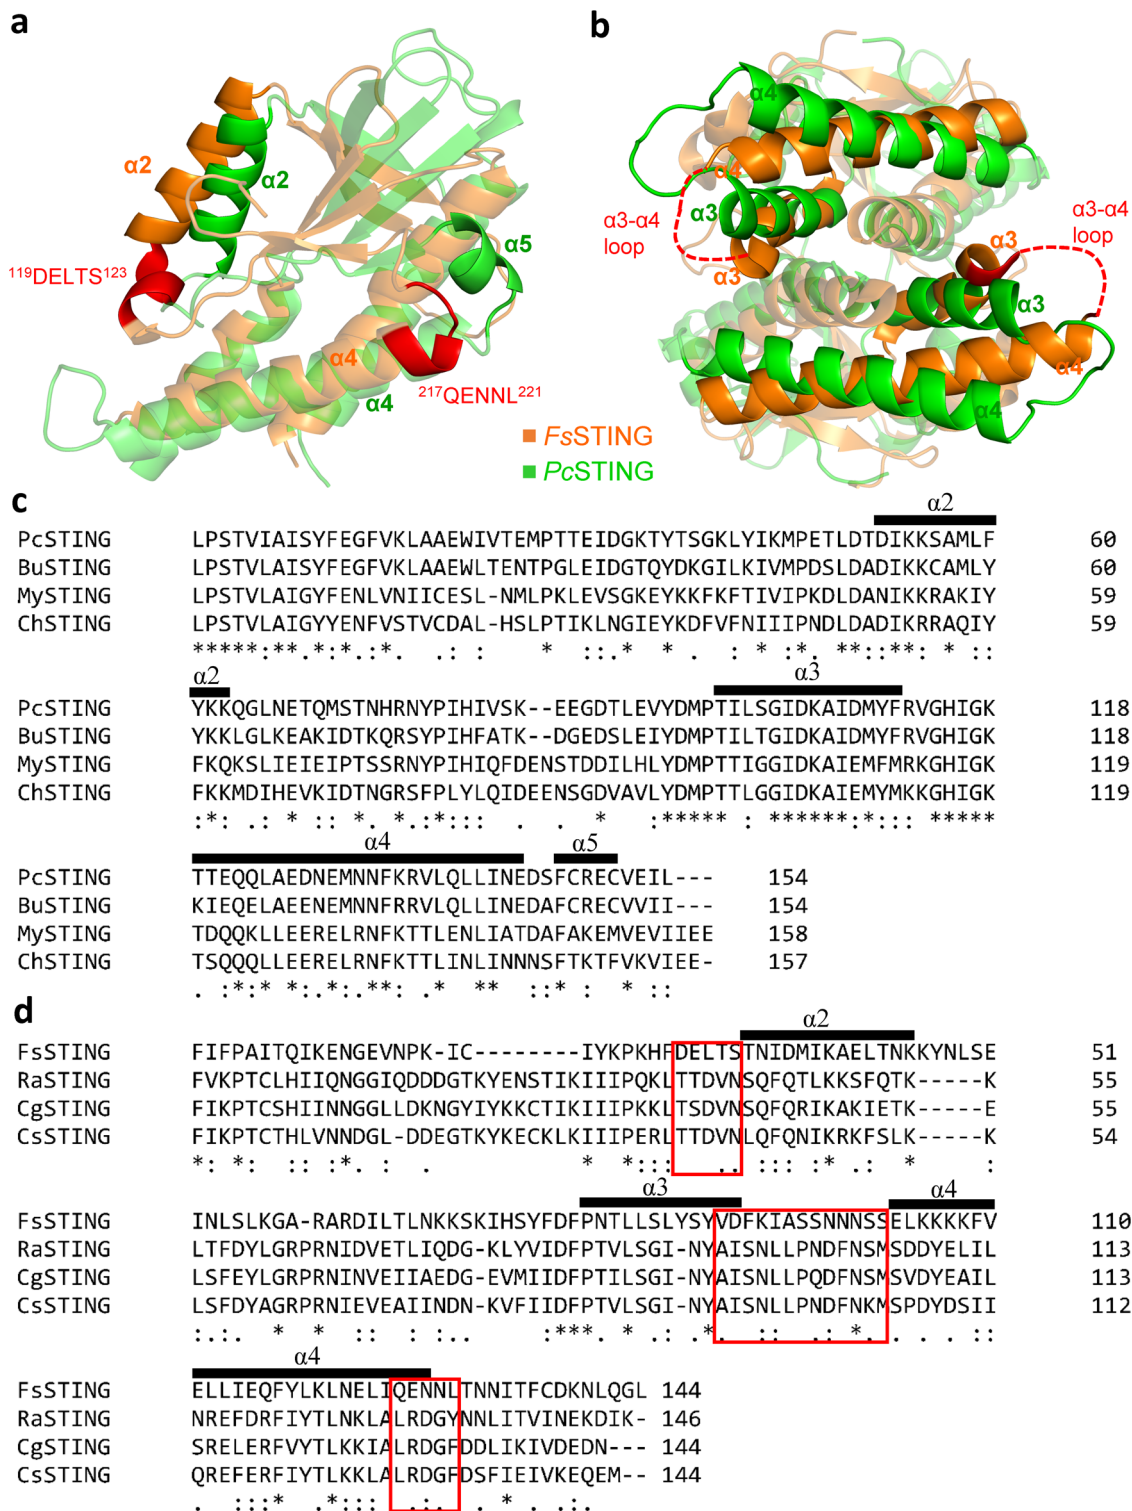 a
α2
α2
α5
¹¹⁹DELTS¹²³
α4
α4
²¹⁷QENNL²²¹
b
α4
α4
α3
α3-α4
loop
α3
α3-α4
loop
α3
α3
α4
α4
FsSTING
PcSTING
c
α2
PcSTING LPSTVIAISYFEGFVKLAAEWIVTEMPTTEIDGKTYTSGKLYIKMPETLDTDIKKSAMLF 60
BuSTING LPSTVLAISYFEGFVKLAAEWLTENTPGLEIDGTQYDKGILKIVMPDSLDADIKKCAMLY 60
MySTING LPSTVLAIGYFENLVNIICESL-NMLPKLEVSGKEYKKFKFTIVIPKDLDANIKKRAKIY 59
ChSTING LPSTVLAIGYYENFVSTVCDAL-HSLPTIKLNGIEYKDFVFNIIIPNDLDADIKRRAQIY 59
*****:**.*:*:*. .: : * ::.* : * :* . **::**: * ::
α2
PcSTING YKKQGLNETQMSTNHRNYPIHIVSK--EEGDTLEVYDMPTILSGIDKAIDMYFRVGHIGK 118
BuSTING YKKLGLKEAKIDTKQRSYPIHFATK--DGEDSLEIYDMPTILTGIDKAIDMYFRVGHIGK 118
MySTING FKQKSLIEIEIPTSSRNYPIHIQFDENSTDDILHLYDMPTTIGGIDKAIEMFMRKGHIGK 119
ChSTING FKKMDIHEVKIDTNGRSFPLYLQIDEENSGDVAVLYDMPTTLGGIDKAIEMYMKKGHIGK 119
α3
:*: .: * :: *. *.:*::: . . * :***** : ******:*::: *****
α4
α5
PcSTING TTEQQLAEDNEMNNFKRVLQLLINEDSFCRECVEIL--- 154
BuSTING KIEQELAEENEMNNFRRVLQLLINEDAFCRECVVII--- 154
MySTING TDQQKLLEERELRNFKTTLENLIATDAFAKEMVEVIIEE 158
ChSTING TSQQQLLEERELRNFKTTLINLINNNSFTKTFVKVIEE- 157
. :*:* *:.*:.**: .* ** ::* : * ::
d
α2
FsSTING FIFPAITQIKENGEVNPK-IC--------IYKPKHFDELTSTNIDMIKAELTNKKYNLSE 51
RaSTING FVKPTCLHIIQNGGIQDDDGTKYENSTIKIIIPQKLTTDVNSQFQTLKKSFQTK-----K 55
CgSTING FIKPTCSHIINNGGLLDKNGYIYKKCTIKIIIPKKLTSDVNSQFQRIKAKIETK-----E 55
CsSTING FIKPTCTHLVNNDGL-DDEGTKYKECKLKIIIPERLTTDVNLQFQNIKRKFSLK-----K 54
*: *: :: :*. : . * *::: .. ::: :* .: * :
α3
α4
FsSTING INLSLKGA-RARDILTLNKKSKIHSYFDFPNTLLSLYSYVDFKIASSNNNSSELKKKKFV 110
RaSTING LTFDYLGRPRNIDVETLIQDG-KLYVIDFPTVLSGI-NYAISNLLPNDFNSMSDDYELIL 113
CgSTING LSFEYLGRPRNINVEIIAEDG-EVMIIDFPTILSGI-NYAISNLLPQDFNSMSVDYEAIL 113
CsSTING LSFDYAGRPRNIEVEAIINDN-KVFIIDFPTVLSGI-NYAISNLLPNDFNKMSPDYDSII 112
:.:. * * :: : :.. :***. * .: .*. :: :: *. . . . ::
α4
FsSTING ELLIEQFYLKLNELIQENNLTNNITFCDKNLQGL 144
RaSTING NREFDRFIYTLNKLALRDGYNNLITVINEKDIK- 146
CgSTING SRELERFVYTLKKIALRDGFDDLIKIVDEDN--- 144
CsSTING QREFERFIYTLKKLALRDGFDSFIEIVKEQEM-- 144
. :::* .*::: .:. . * . :.